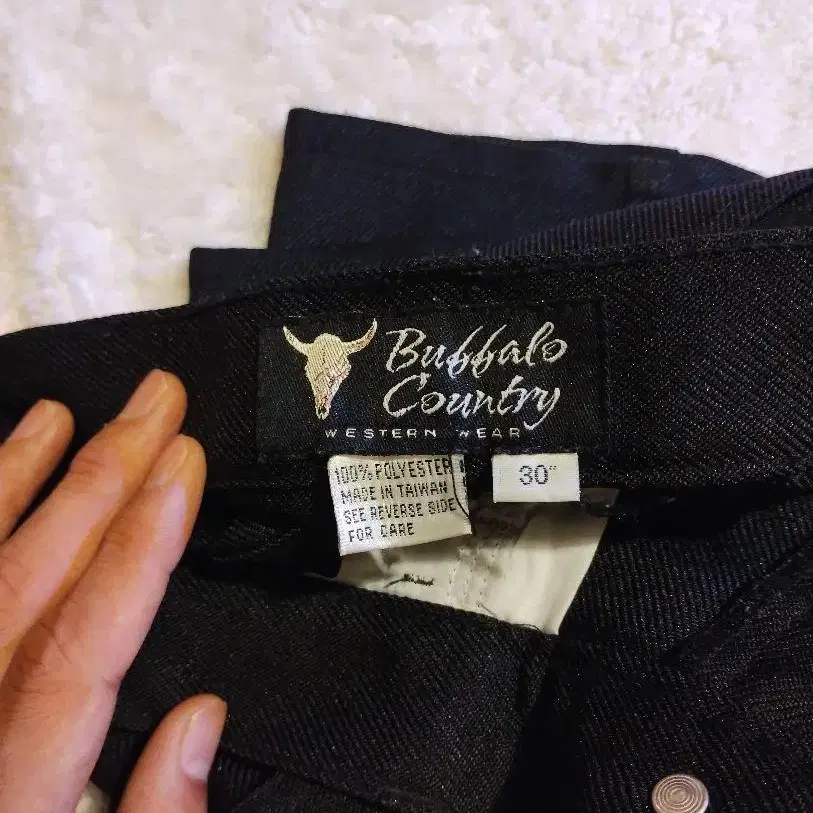 Buffalo
Country
WESTERN WEAR
100% POLYESTER
MADE IN TAIWAN
SEE REVERSE SIDE
FOR CARE
30"